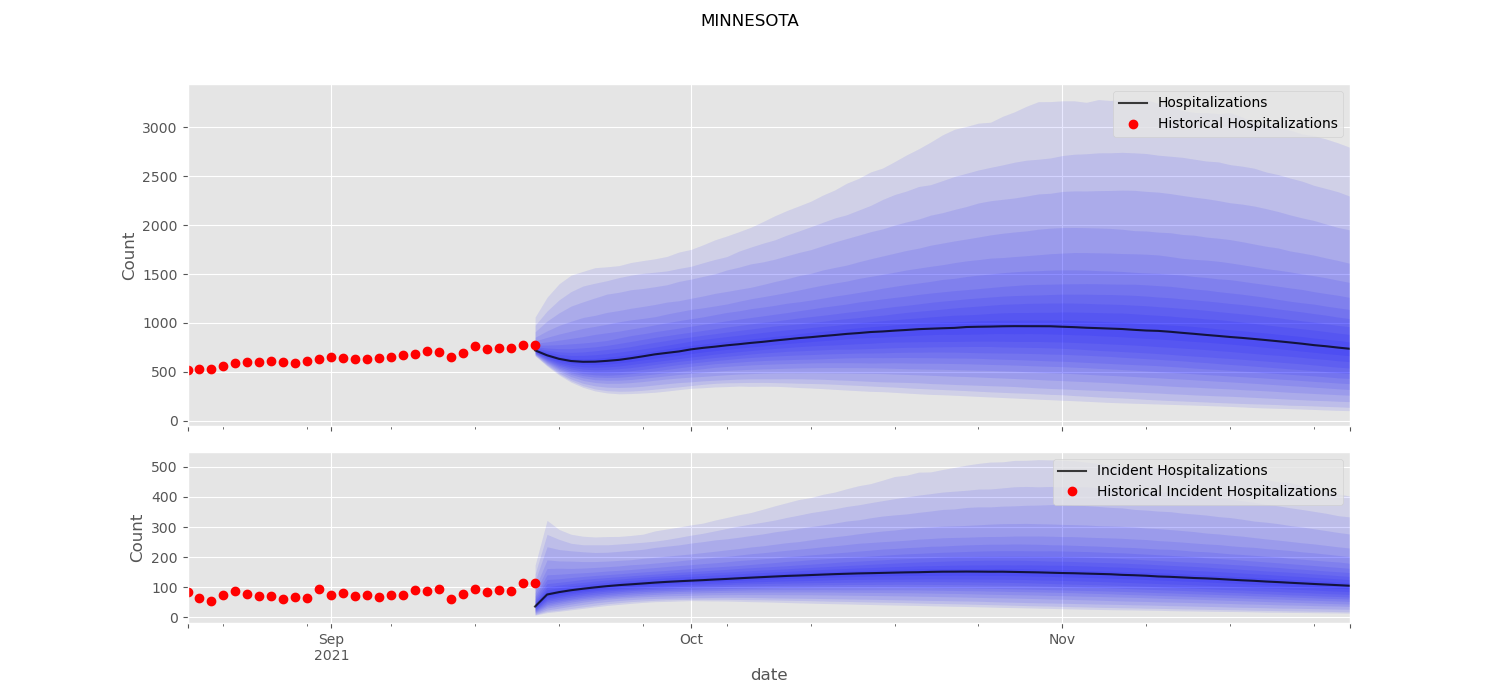 MINNESOTA
Count
3000
2500
2000
1500
1000
500
0
Hospitalizations
Historical Hospitalizations
Count
500
400
300
200
100
0
Incident Hospitalizations
Historical Incident Hospitalizations
Sep
2021
Oct
Nov
date